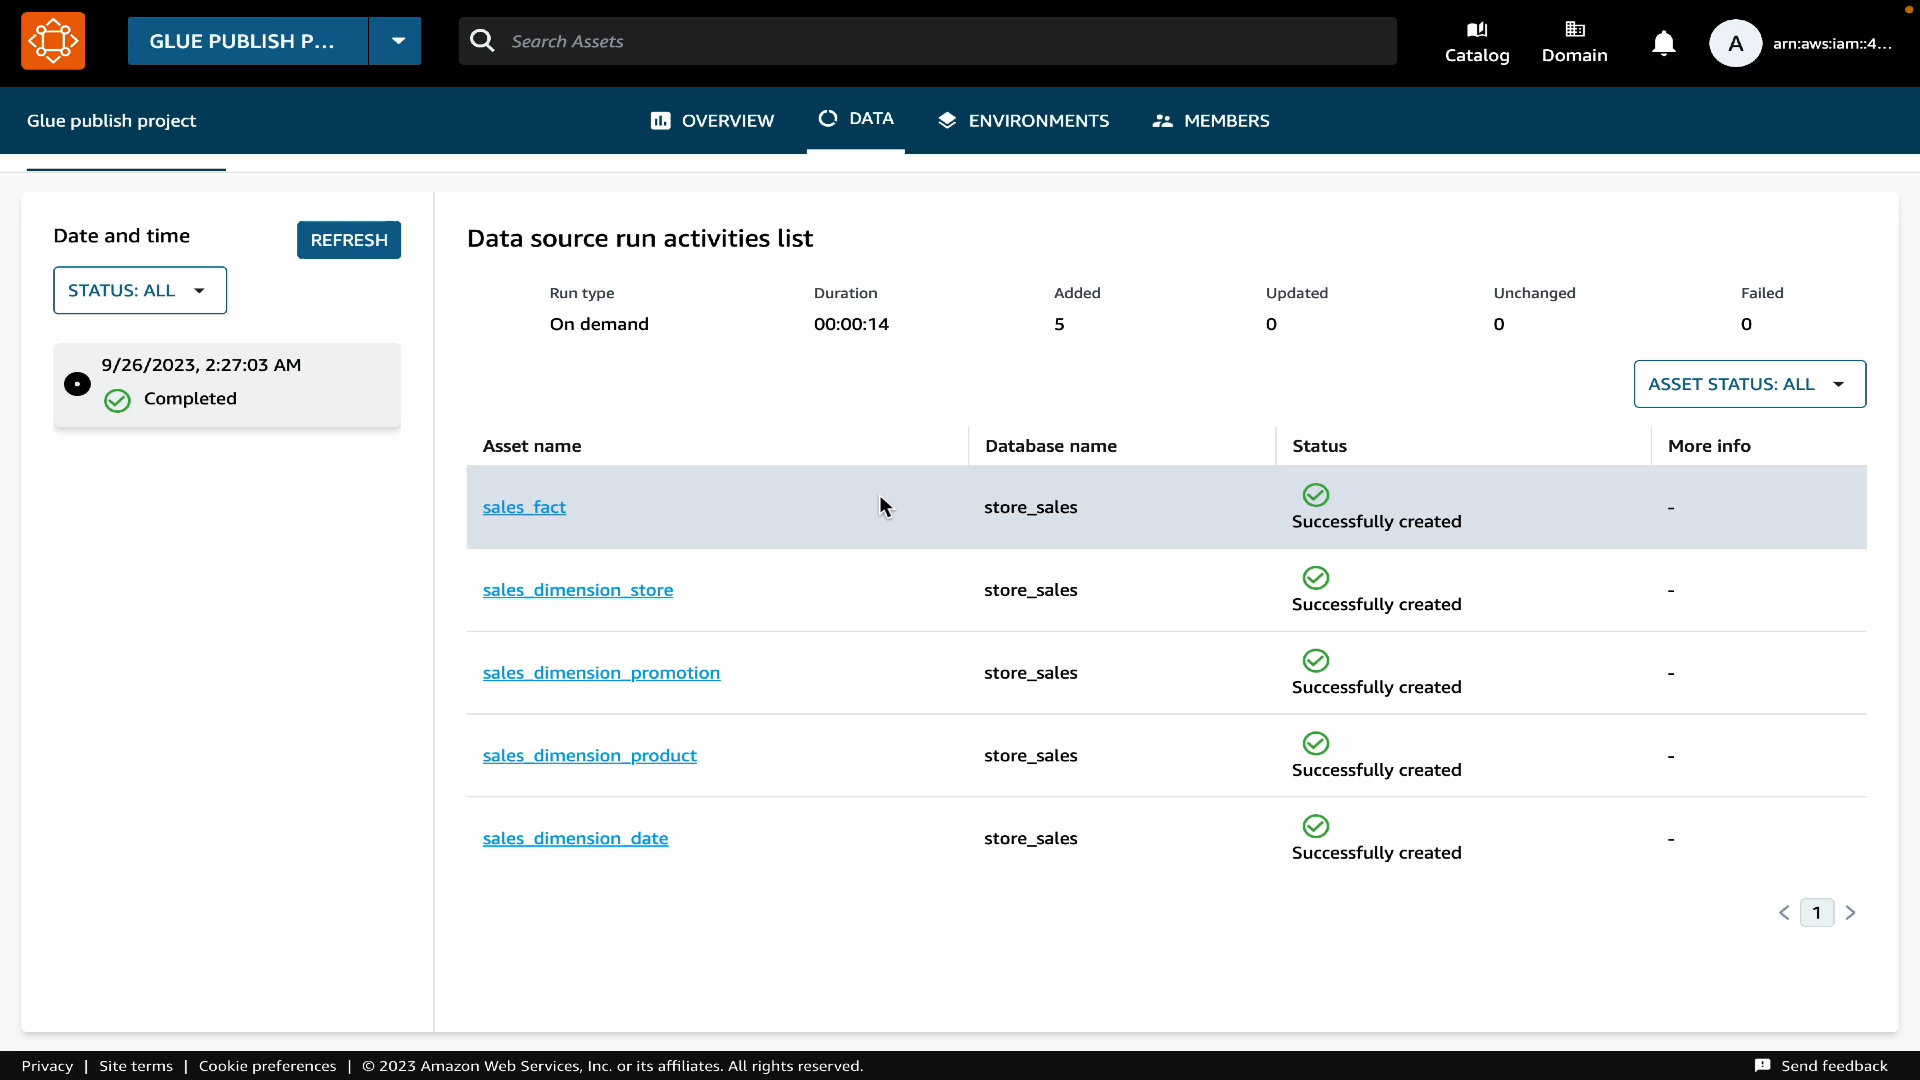 GLUE PUBLISH P...
Search Assets
Catalog
Domain
A
arn:aws:iam::4...
Glue publish project
OVERVIEW
DATA
ENVIRONMENTS
MEMBERS
Date and time
REFRESH
STATUS: ALL
9/26/2023, 2:27:03 AM
Completed
Data source run activities list
Run type Duration Added Updated Unchanged Failed
On demand 00:00:14 5 0 0 0
ASSET STATUS: ALL
Asset name Database name Status More info
sales_fact store_sales Successfully created -
sales_dimension_store store_sales Successfully created -
sales_dimension_promotion store_sales Successfully created -
sales_dimension_product store_sales Successfully created -
sales_dimension_date store_sales Successfully created -
< 1 >
Privacy | Site terms | Cookie preferences | © 2023 Amazon Web Services, Inc. or its affiliates. All rights reserved.
Send feedback